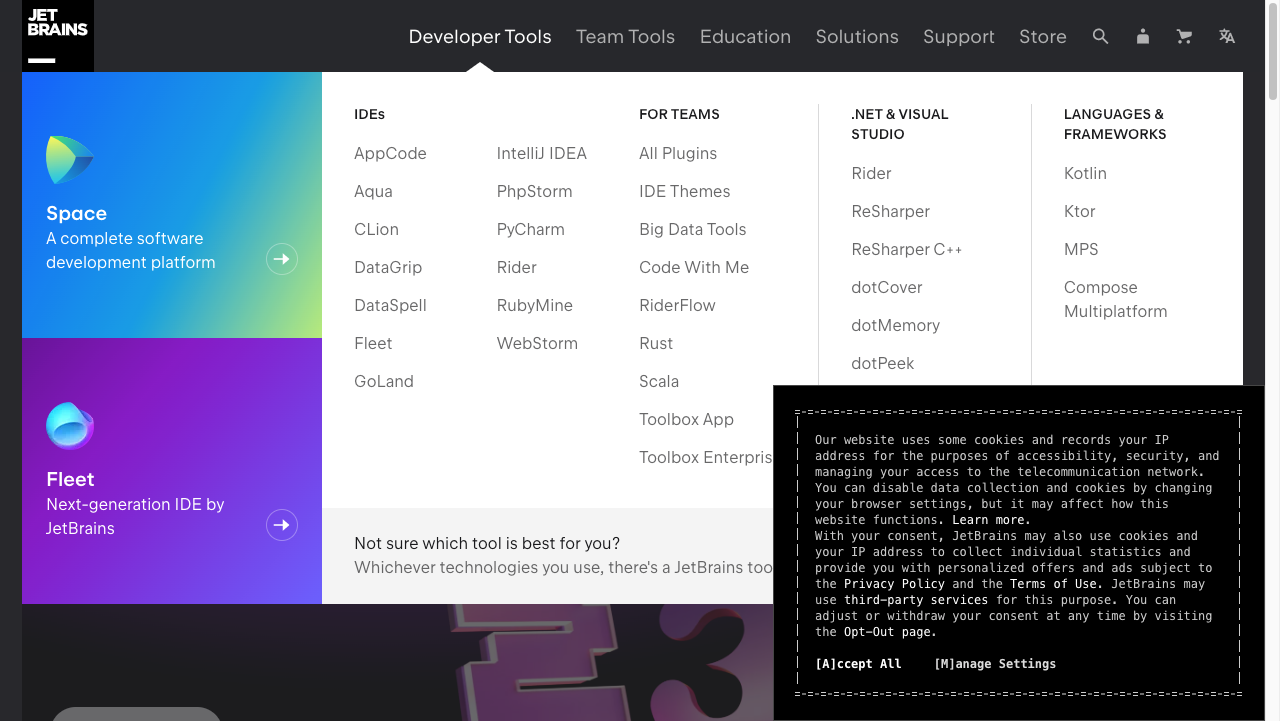 JET
BRAINS
Developer Tools
Team Tools
Education
Solutions
Support
Store
Space
A complete software
development platform
Fleet
Next-generation IDE by
JetBrains
IDEs
AppCode
Aqua
CLion
DataGrip
DataSpell
Fleet
GoLand
IntelliJ IDEA
PhpStorm
PyCharm
Rider
RubyMine
WebStorm
FOR TEAMS
All Plugins
IDE Themes
Big Data Tools
Code With Me
RiderFlow
Rust
Scala
Toolbox App
Toolbox Enterpris
.NET & VISUAL
STUDIO
Rider
ReSharper
ReSharper C++
dotCover
dotMemory
dotPeek
LANGUAGES &
FRAMEWORKS
Kotlin
Ktor
MPS
Compose
Multiplatform
Not sure which tool is best for you?
Whichever technologies you use, there's a JetBrains too
Our website uses some cookies and records your IP
address for the purposes of accessibility, security, and
managing your access to the telecommunication network.
You can disable data collection and cookies by changing
your browser settings, but it may affect how this
website functions. Learn more.
With your consent, JetBrains may also use cookies and
your IP address to collect individual statistics and
provide you with personalized offers and ads subject to
the Privacy Policy and the Terms of Use. JetBrains may
use third-party services for this purpose. You can
adjust or withdraw your consent at any time by visiting
the Opt-Out page.
[A]ccept All
[M]anage Settings